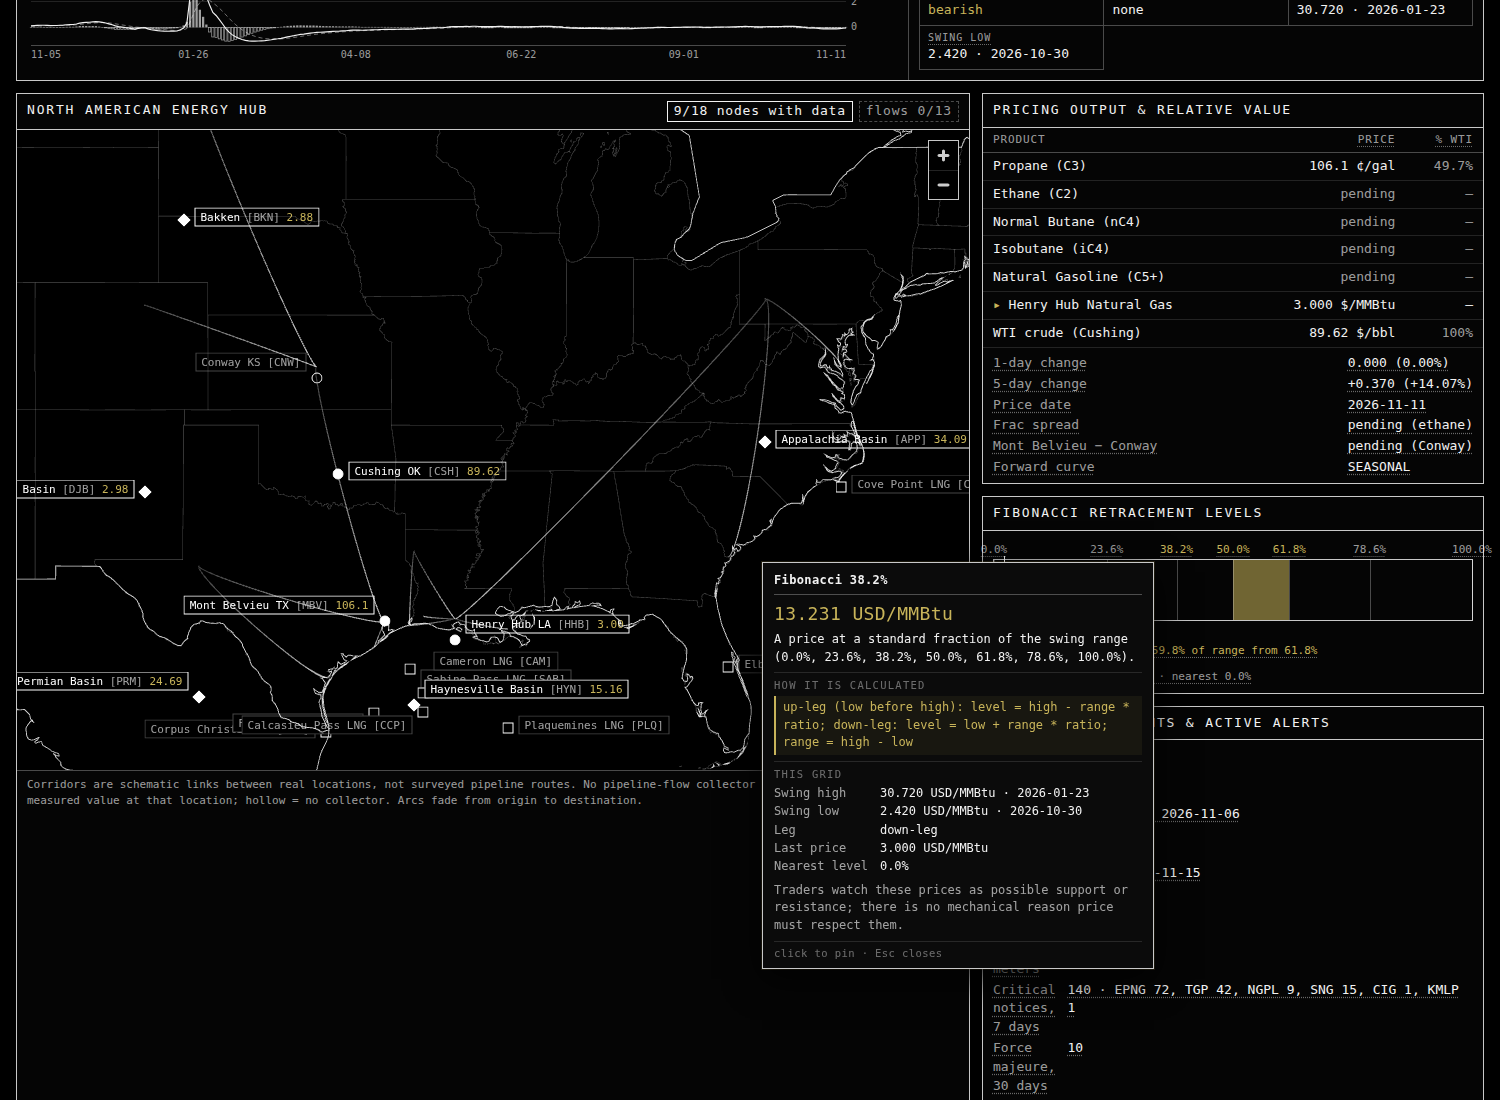 2
0
11-05 01-26 04-08 06-22 09-01 11-11
bearish none 30.720 · 2026-01-23
SWING LOW
2.420 · 2026-10-30
NORTH AMERICAN ENERGY HUB
9/18 nodes with data flows 0/13
+
−
Bakken [BKN] 2.88
Conway KS [CNW]
Appalachia Basin [APP] 34.09
Cushing OK [CSH] 89.62
Cove Point LNG [C
Basin [DJB] 2.98
Mont Belvieu TX [MBV] 106.1
Henry Hub LA [HHB] 3.00
Cameron LNG [CAM]
Elb
Sabine Pass LNG [SAB]
Permian Basin [PRM] 24.69
Haynesville Basin [HYN] 15.16
Corpus Christ
Calcasieu Pass LNG [CCP]
Plaquemines LNG [PLQ]
Corridors are schematic links between real locations, not surveyed pipeline routes. No pipeline-flow collector
measured value at that location; hollow = no collector. Arcs fade from origin to destination.
PRICING OUTPUT & RELATIVE VALUE
PRODUCT PRICE % WTI
Propane (C3) 106.1 ¢/gal 49.7%
Ethane (C2) pending —
Normal Butane (nC4) pending —
Isobutane (iC4) pending —
Natural Gasoline (C5+) pending —
▸ Henry Hub Natural Gas 3.000 $/MMBtu —
WTI crude (Cushing) 89.62 $/bbl 100%
1-day change 0.000 (0.00%)
5-day change +0.370 (+14.07%)
Price date 2026-11-11
Frac spread pending (ethane)
Mont Belvieu − Conway pending (Conway)
Forward curve SEASONAL
FIBONACCI RETRACEMENT LEVELS
0.0% 23.6% 38.2% 50.0% 61.8% 78.6% 100.0%
59.8% of range from 61.8%
· nearest 0.0%
TS & ACTIVE ALERTS
2026-11-06
-11-15
meters
Critical notices, 7 days 140 · EPNG 72, TGP 42, NGPL 9, SNG 15, CIG 1, KMLP 1
Force majeure, 30 days 10
Fibonacci 38.2%
13.231 USD/MMBtu
A price at a standard fraction of the swing range
(0.0%, 23.6%, 38.2%, 50.0%, 61.8%, 78.6%, 100.0%).
HOW IT IS CALCULATED
up-leg (low before high): level = high - range *
ratio; down-leg: level = low + range * ratio;
range = high - low
THIS GRID
Swing high 30.720 USD/MMBtu · 2026-01-23
Swing low 2.420 USD/MMBtu · 2026-10-30
Leg down-leg
Last price 3.000 USD/MMBtu
Nearest level 0.0%
Traders watch these prices as possible support or
resistance; there is no mechanical reason price
must respect them.
click to pin · Esc closes